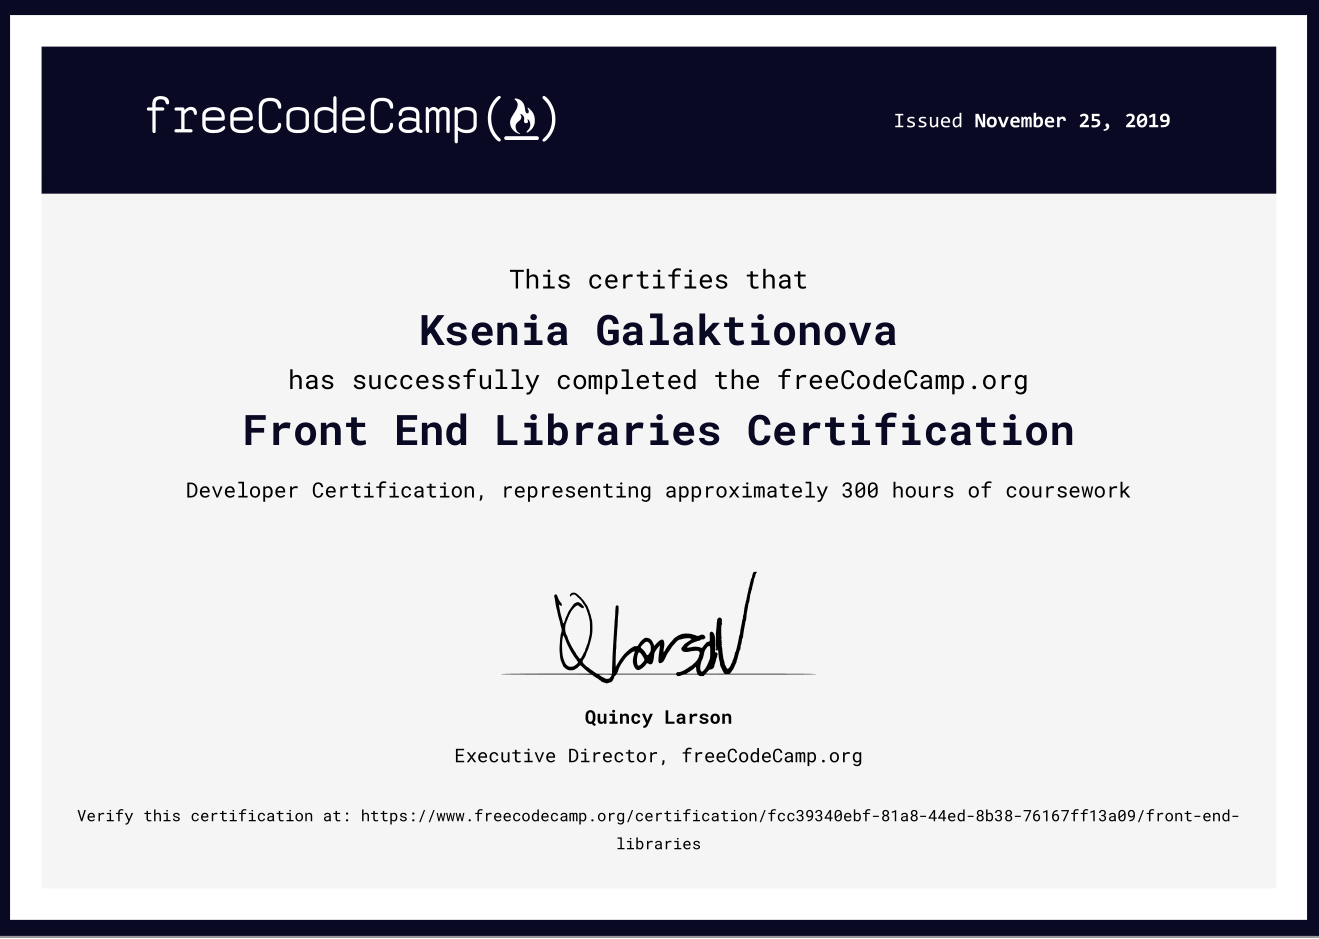 freeCodeCamp
Issued November 25, 2019
This certifies that
Ksenia Galaktionova
has successfully completed the freeCodeCamp.org
Front End Libraries Certification
Developer Certification, representing approximately 300 hours of coursework
Q Larson
Quincy Larson
Executive Director, freeCodeCamp.org
Verify this certification at: https://www.freecodecamp.org/certification/fcc39340ebf-81a8-44ed-8b38-76167ff13a09/front-end-
libraries